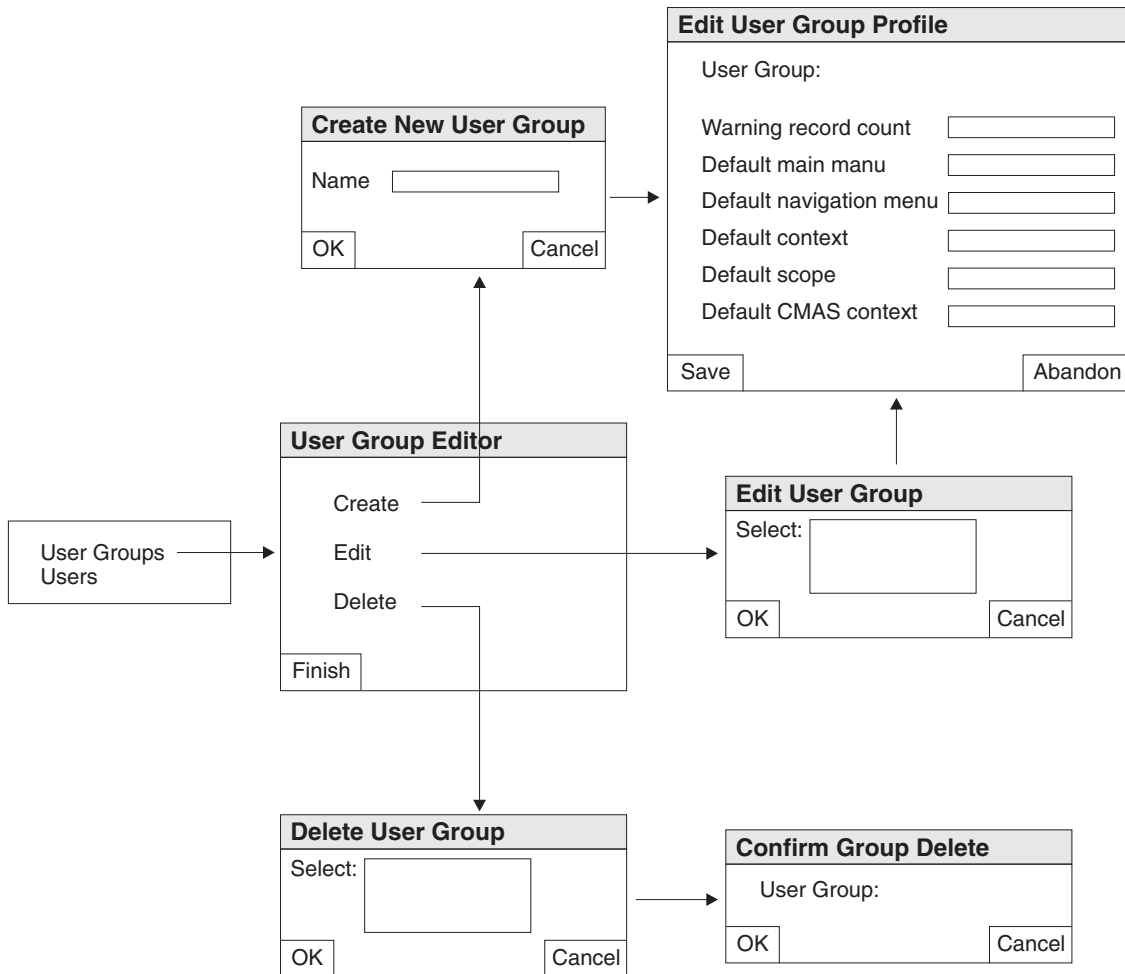 Edit User Group Profile
User Group:
Warning record count
Default main manu
Default navigation menu
Default context
Default scope
Default CMAS context
Save
Abandon
Create New User Group
Name
OK
Cancel
User Group Editor
Create
Edit
Delete
Finish
User Groups
Users
Edit User Group
Select:
OK
Cancel
Delete User Group
Select:
OK
Cancel
Confirm Group Delete
User Group:
OK
Cancel